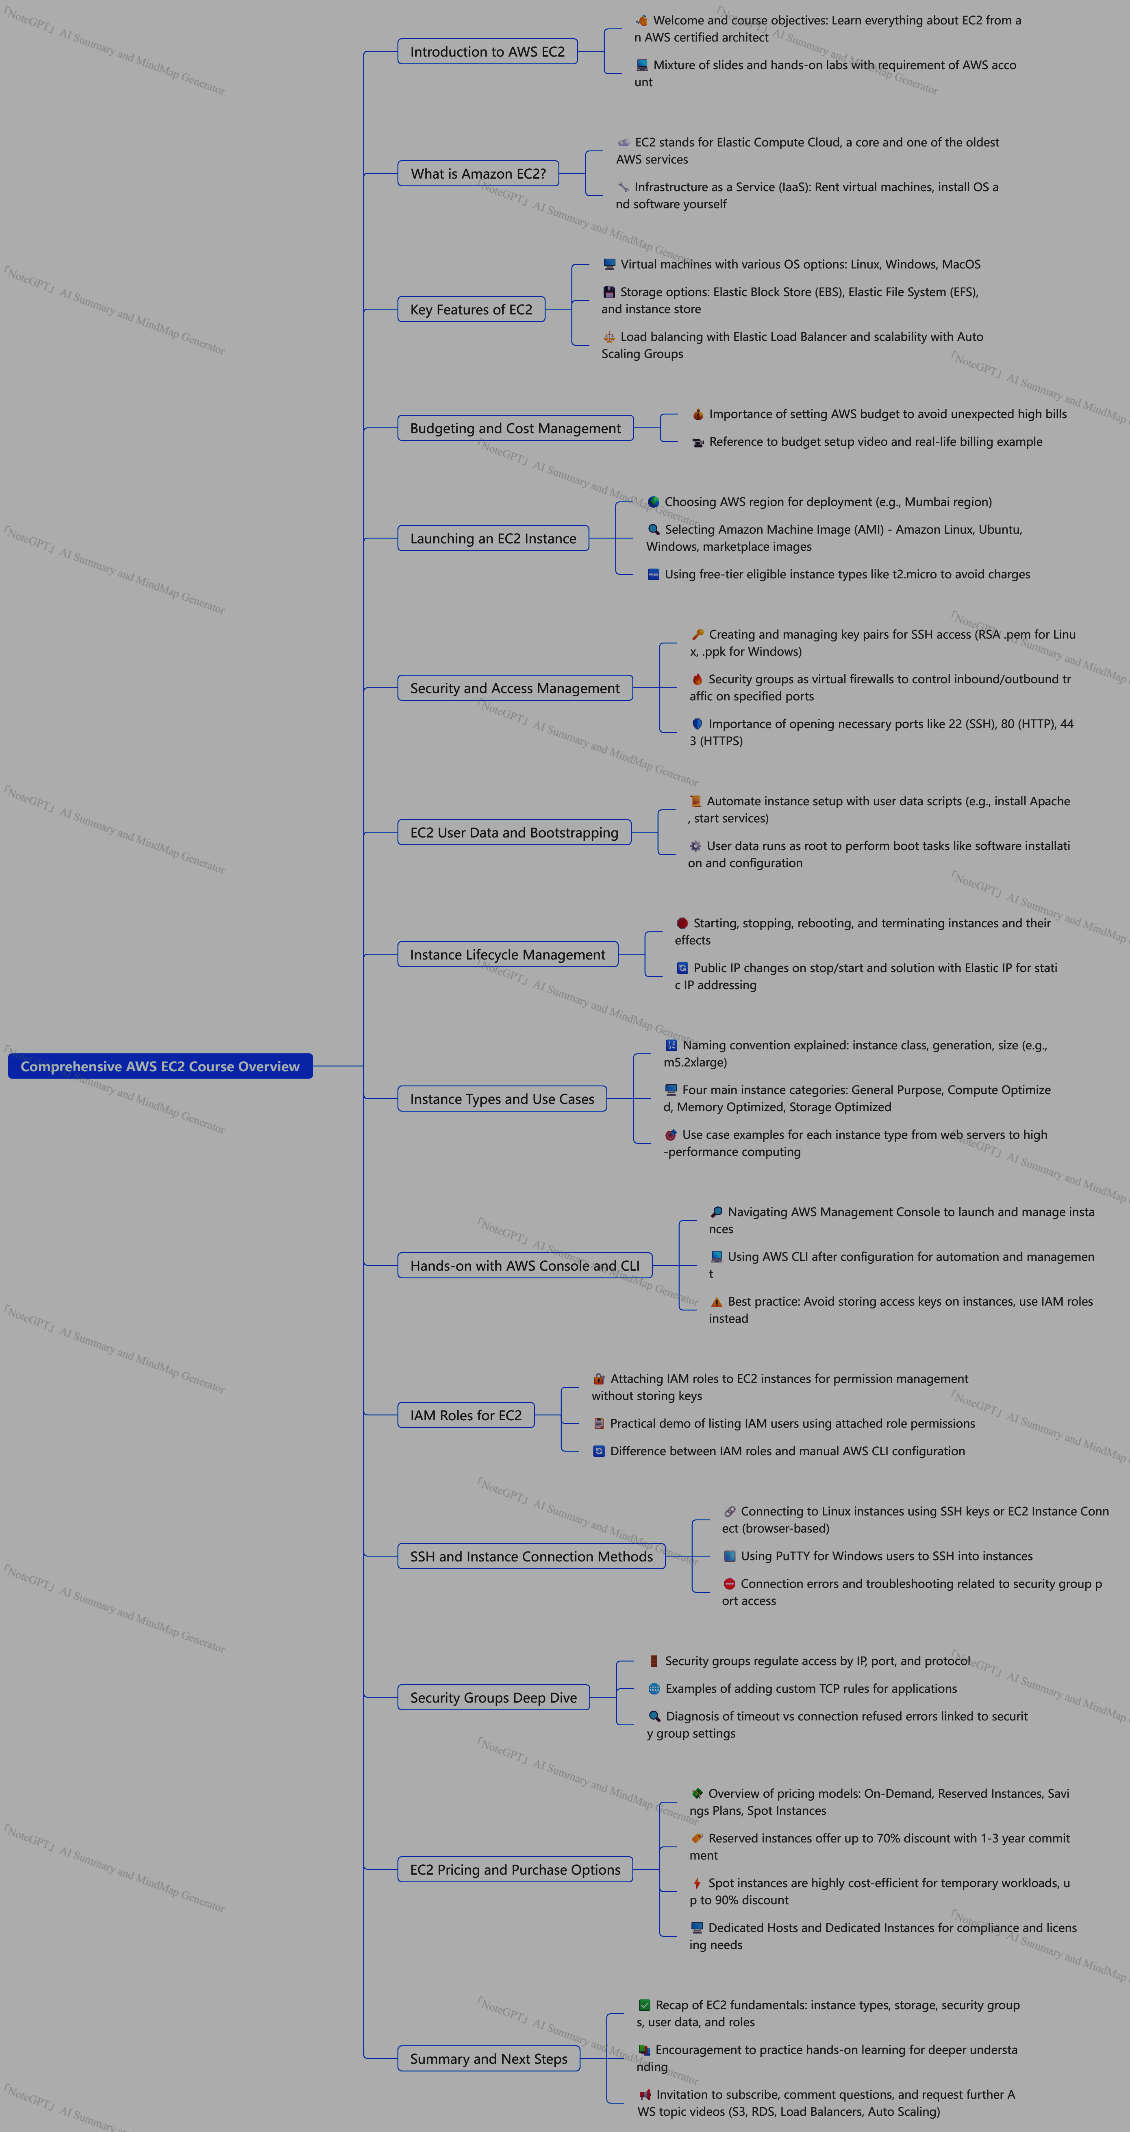 Comprehensive AWS EC2 Course Overview
Introduction to AWS EC2
Welcome and course objectives: Learn everything about EC2 from a
n AWS certified architect
Mixture of slides and hands-on labs with requirement of AWS acco
unt
What is Amazon EC2?
EC2 stands for Elastic Compute Cloud, a core and one of the oldest
AWS services
Infrastructure as a Service (IaaS): Rent virtual machines, install OS a
nd software yourself
Key Features of EC2
Virtual machines with various OS options: Linux, Windows, MacOS
Storage options: Elastic Block Store (EBS), Elastic File System (EFS),
and instance store
Load balancing with Elastic Load Balancer and scalability with Auto
Scaling Groups
Budgeting and Cost Management
Importance of setting AWS budget to avoid unexpected high bills
Reference to budget setup video and real-life billing example
Launching an EC2 Instance
Choosing AWS region for deployment (e.g., Mumbai region)
Selecting Amazon Machine Image (AMI) - Amazon Linux, Ubuntu,
Windows, marketplace images
Using free-tier eligible instance types like t2.micro to avoid charges
Security and Access Management
Creating and managing key pairs for SSH access (RSA .pem for Linu
x, .ppk for Windows)
Security groups as virtual firewalls to control inbound/outbound tr
affic on specified ports
Importance of opening necessary ports like 22 (SSH), 80 (HTTP), 44
3 (HTTPS)
EC2 User Data and Bootstrapping
Automate instance setup with user data scripts (e.g., install Apache
, start services)
User data runs as root to perform boot tasks like software installati
on and configuration
Instance Lifecycle Management
Starting, stopping, rebooting, and terminating instances and their
effects
Public IP changes on stop/start and solution with Elastic IP for stati
c IP addressing
Instance Types and Use Cases
Naming convention explained: instance class, generation, size (e.g.,
m5.2xlarge)
Four main instance categories: General Purpose, Compute Optimize
d, Memory Optimized, Storage Optimized
Use case examples for each instance type from web servers to high
-performance computing
Hands-on with AWS Console and CLI
Navigating AWS Management Console to launch and manage insta
nces
Using AWS CLI after configuration for automation and managemen
t
Best practice: Avoid storing access keys on instances, use IAM roles
instead
IAM Roles for EC2
Attaching IAM roles to EC2 instances for permission management
without storing keys
Practical demo of listing IAM users using attached role permissions
Difference between IAM roles and manual AWS CLI configuration
SSH and Instance Connection Methods
Connecting to Linux instances using SSH keys or EC2 Instance Conn
ect (browser-based)
Using PuTTY for Windows users to SSH into instances
Connection errors and troubleshooting related to security group p
ort access
Security Groups Deep Dive
Security groups regulate access by IP, port, and protocol
Examples of adding custom TCP rules for applications
Diagnosis of timeout vs connection refused errors linked to securit
y group settings
EC2 Pricing and Purchase Options
Overview of pricing models: On-Demand, Reserved Instances, Savi
ngs Plans, Spot Instances
Reserved instances offer up to 70% discount with 1-3 year commit
ment
Spot instances are highly cost-efficient for temporary workloads, u
p to 90% discount
Dedicated Hosts and Dedicated Instances for compliance and licens
ing needs
Summary and Next Steps
Recap of EC2 fundamentals: instance types, storage, security group
s, user data, and roles
Encouragement to practice hands-on learning for deeper understa
nding
Invitation to subscribe, comment questions, and request further A
WS topic videos (S3, RDS, Load Balancers, Auto Scaling)
「NoteGPT」 AI Summary and MindMap Generator